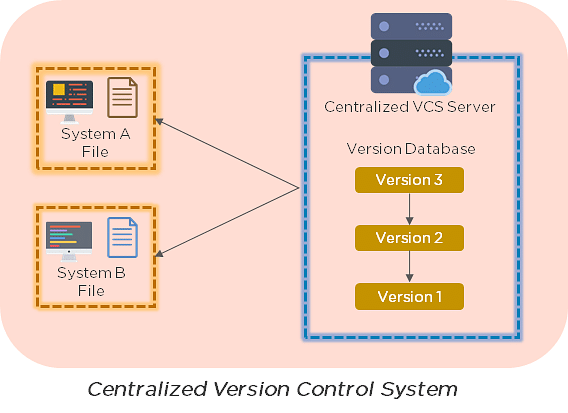 System A
File
System B
File
Centralized VCS Server
Version Database
Version 3
Version 2
Version 1
Centralized Version Control System